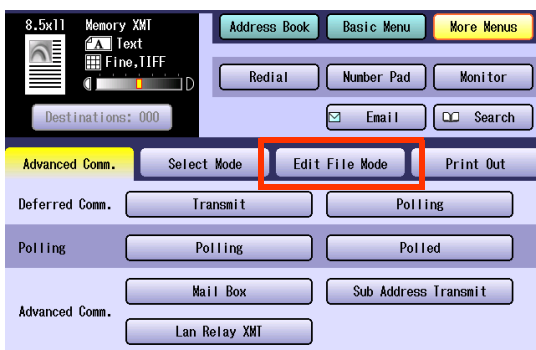 8.5x11 Memory XMT
A Text
Fine,TIFF
D
Destinations: 000
Address Book Basic Menu More Menus
Redial Number Pad Monitor
Email Search
Advanced Comm. Select Mode Edit File Mode Print Out
Deferred Comm. Transmit Polling
Polling Polling Polled
Advanced Comm. Mail Box Sub Address Transmit
Lan Relay XMT